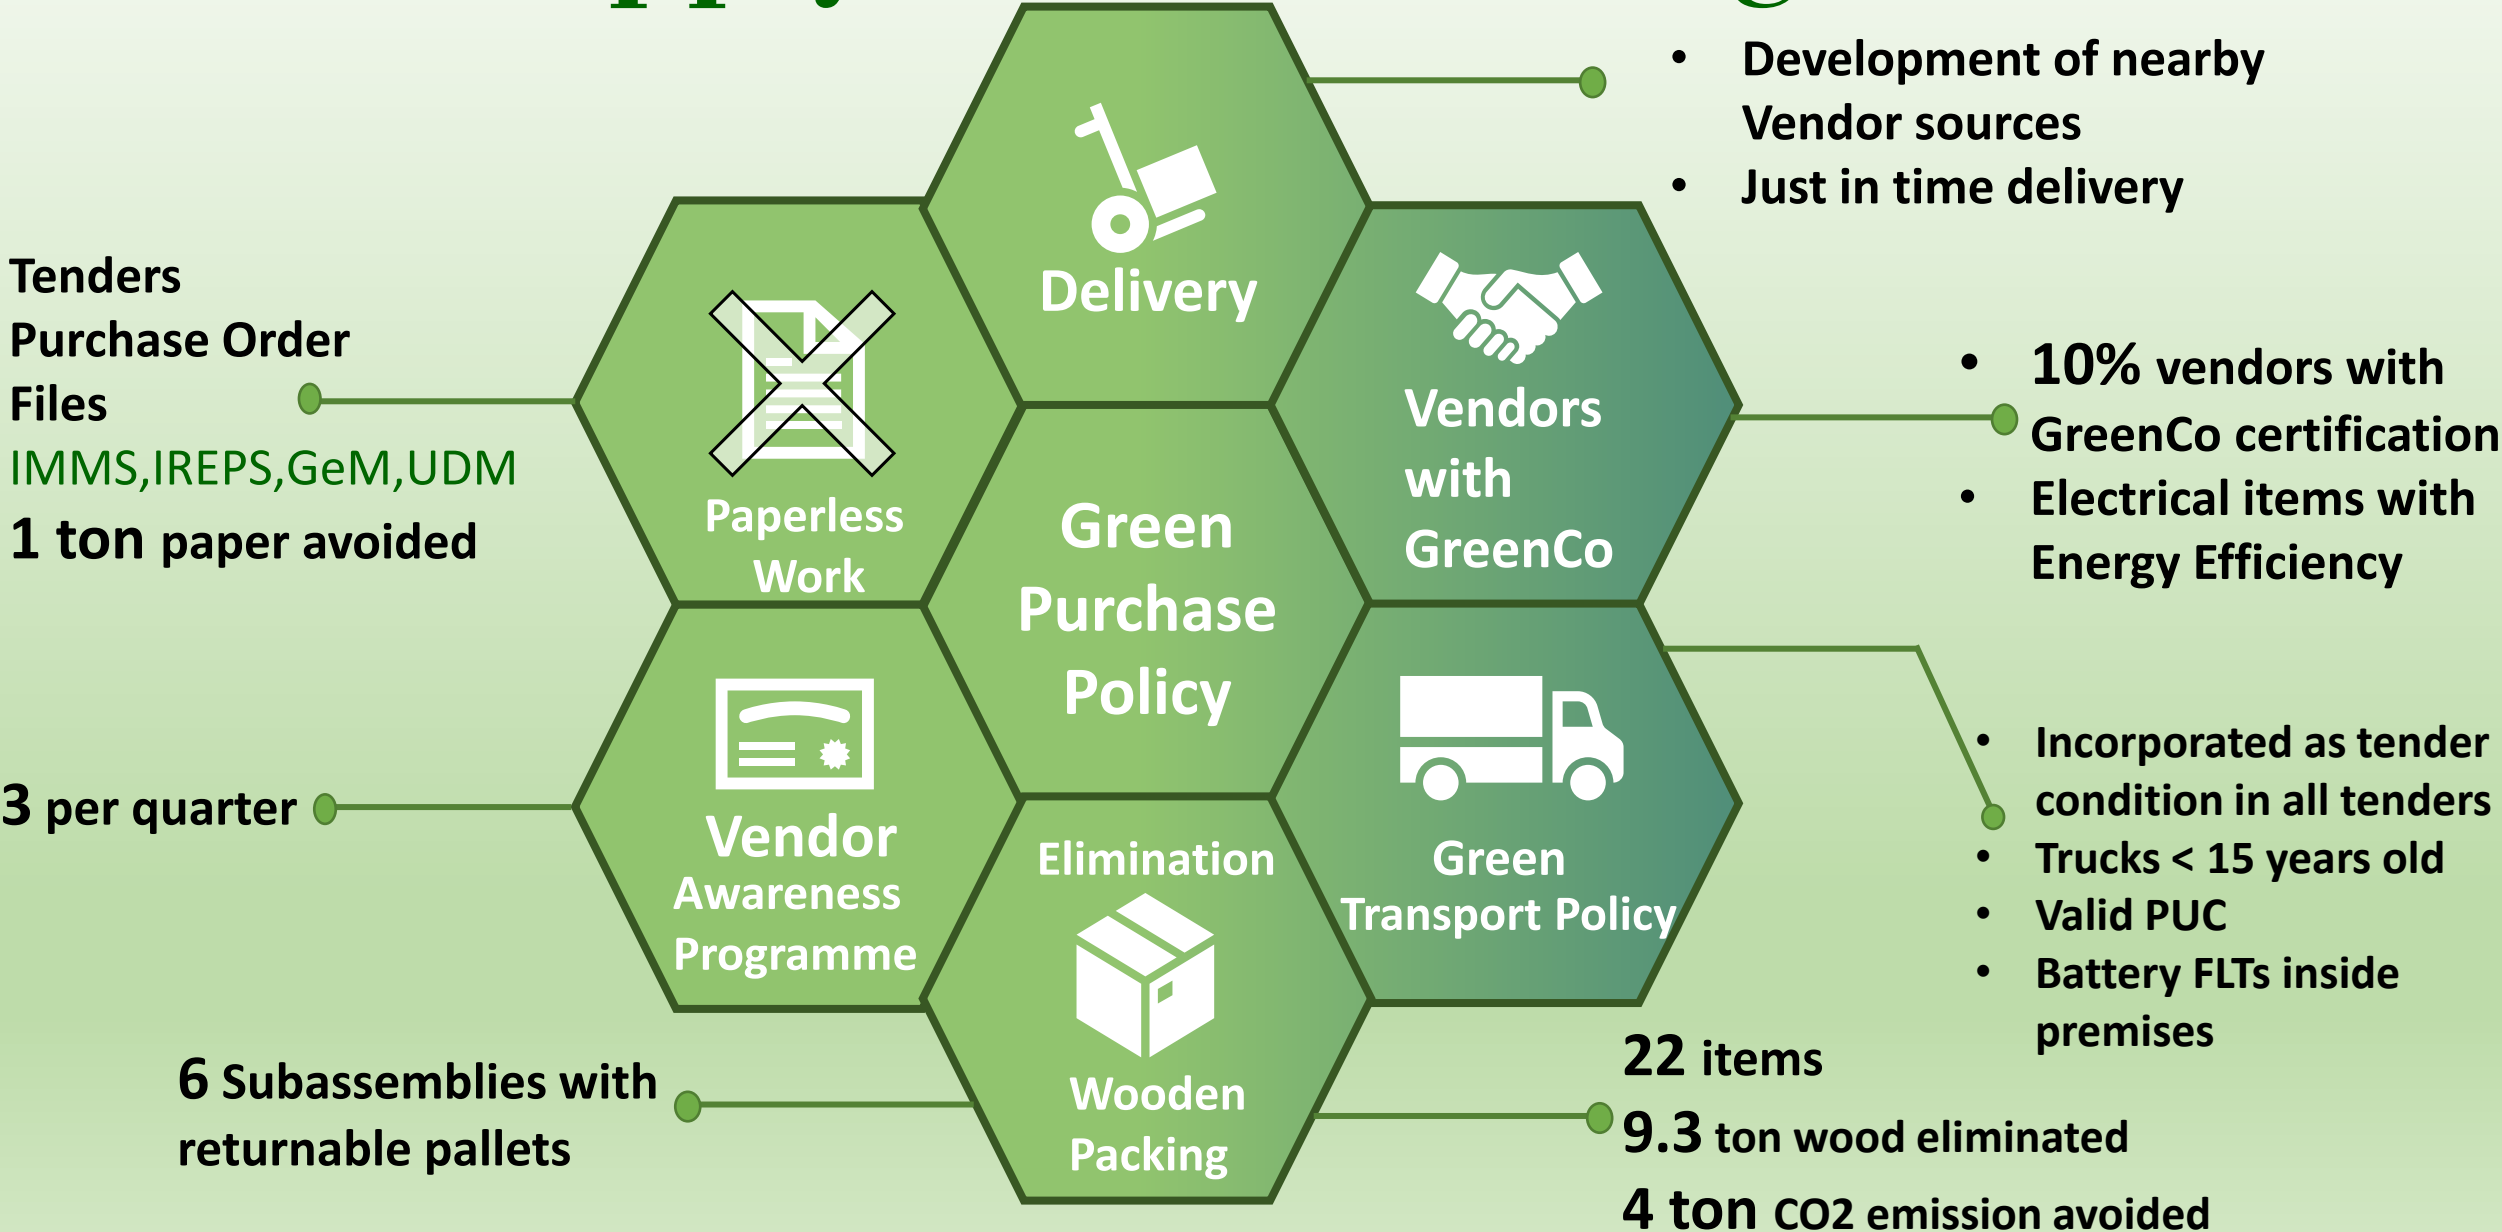 • Development of nearby
Vendor sources
• Just in time delivery
Delivery
Tenders
Purchase Order
Files
IMMS,IREPS,GeM,UDM
1 ton paper avoided
Paperless
Work
Vendors
with
GreenCo
• 10% vendors with
GreenCo certification
• Electrical items with
Energy Efficiency
Green
Purchase
Policy
3 per quarter
Vendor
Awareness
Programme
Green
Transport Policy
• Incorporated as tender
condition in all tenders
• Trucks < 15 years old
• Valid PUC
• Battery FLTs inside
premises
Elimination
Wooden
Packing
6 Subassemblies with
returnable pallets
22 items
9.3 ton wood eliminated
4 ton CO2 emission avoided